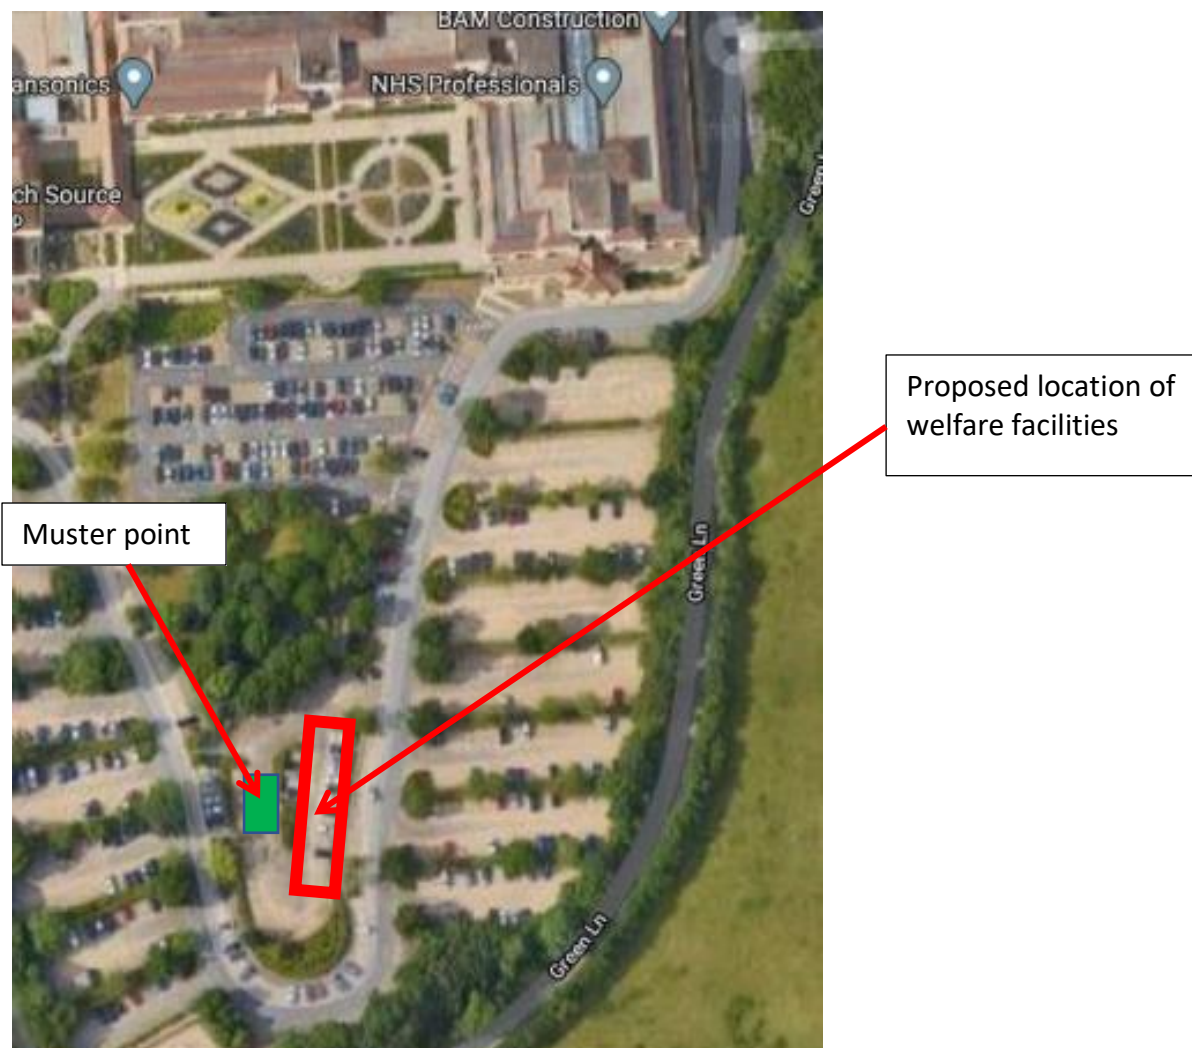 BAM Construction
ansonics
NHS Professionals
ch Source
p
Green L
Proposed location of
welfare facilities
Muster point
Green Ln
Green Ln